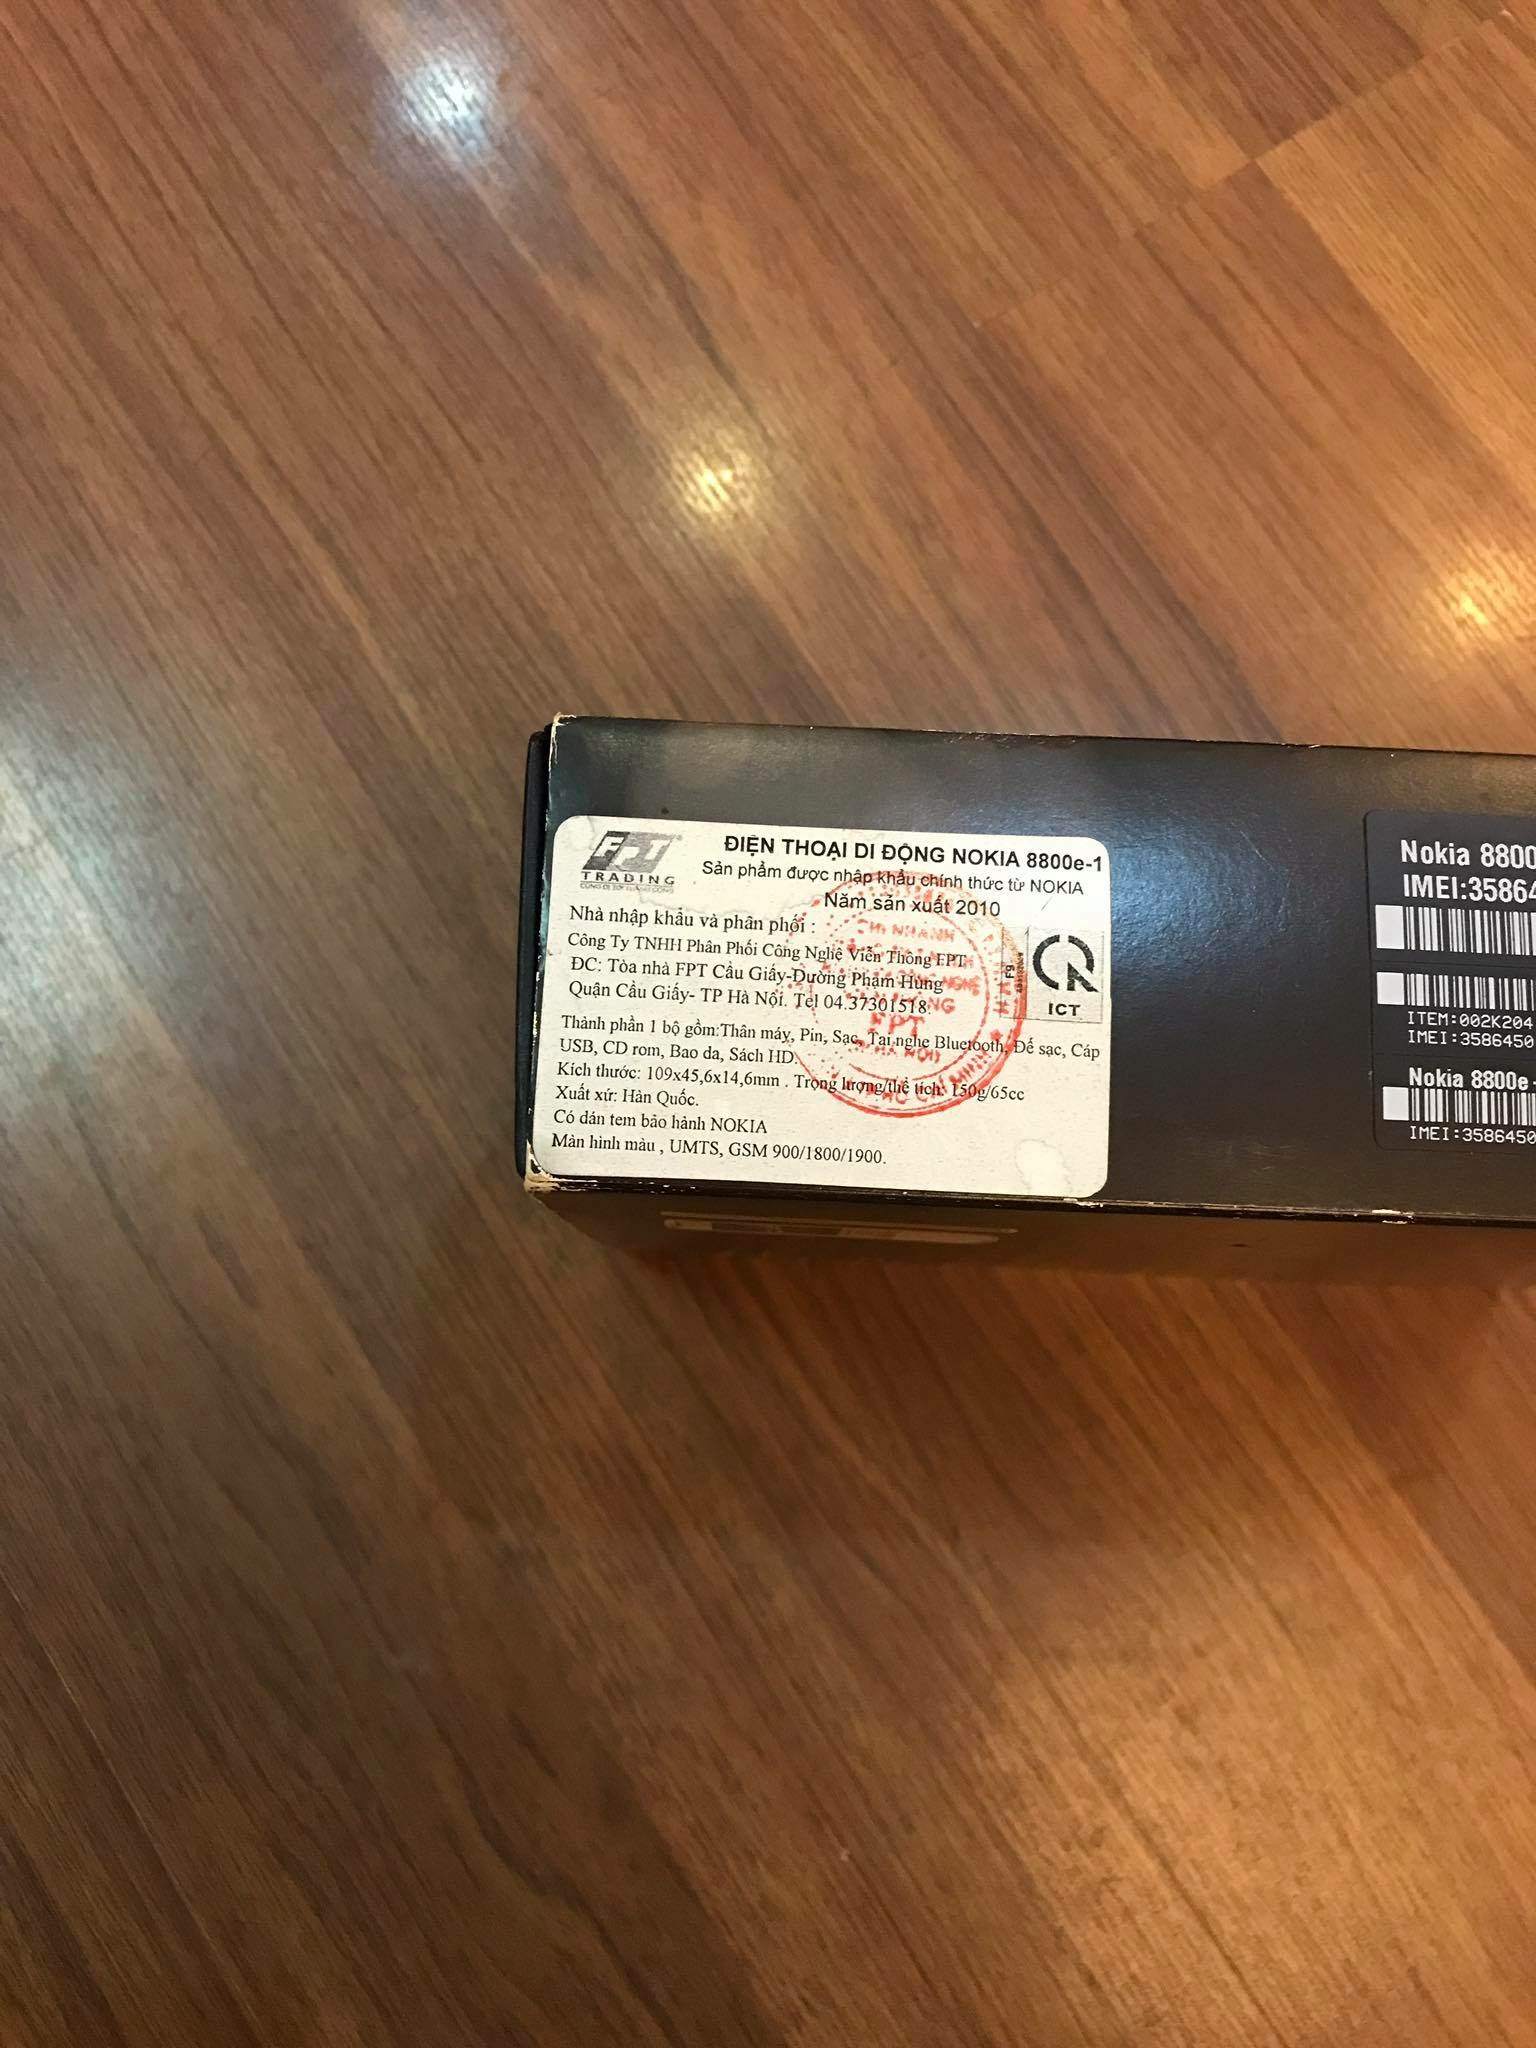 FPT
TRADING
ĐIỆN THOẠI DI ĐỘNG NOKIA 8800e-1
Sản phẩm được nhập khẩu chính thức từ NOKIA
Năm sản xuất 2010
Nhà nhập khẩu và phân phối :
Công Ty TNHH Phân Phối Công Nghệ Viễn Thông FPT
ĐC: Tòa nhà FPT Cầu Giấy-Đường Phạm Hùng
Quận Cầu Giấy- TP Hà Nội. Tel 04.37301518.
Thành phần 1 bộ gồm:Thân máy, Pin, Sạc, Tai nghe Bluetooth, Đế sạc, Cáp
USB, CD rom, Bao da, Sách HD.
Kích thước: 109x45,6x14,6mm . Trọng lượng/thể tích: 150g/65cc
Xuất xứ: Hàn Quốc.
Có dán tem bảo hành NOKIA
Màn hình màu , UMTS, GSM 900/1800/1900.
ICT
CHI NHÁNH
FPT
Nokia 8800
IMEI:35864
ITEM:002K204
IMEI:3586450
Nokia 8800e
IMEI:3586450